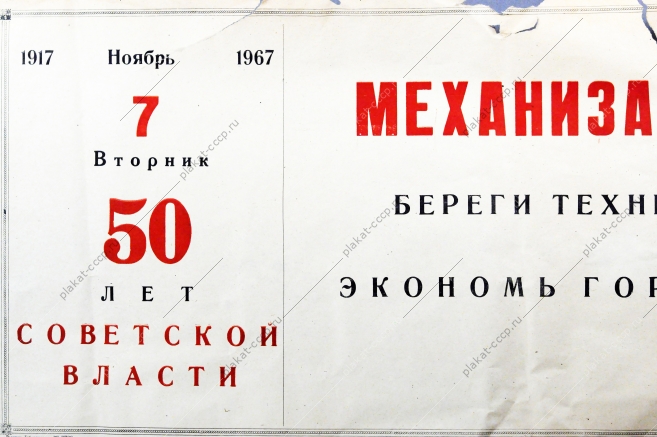 1917 Ноябрь 1967
7
Вторник
50
ЛЕТ
СОВЕТСКОЙ
ВЛАСТИ
МЕХАНИЗА
БЕРЕГИ ТЕХН
ЭКОНОМЬ ГОР
plakat-cccp.ru